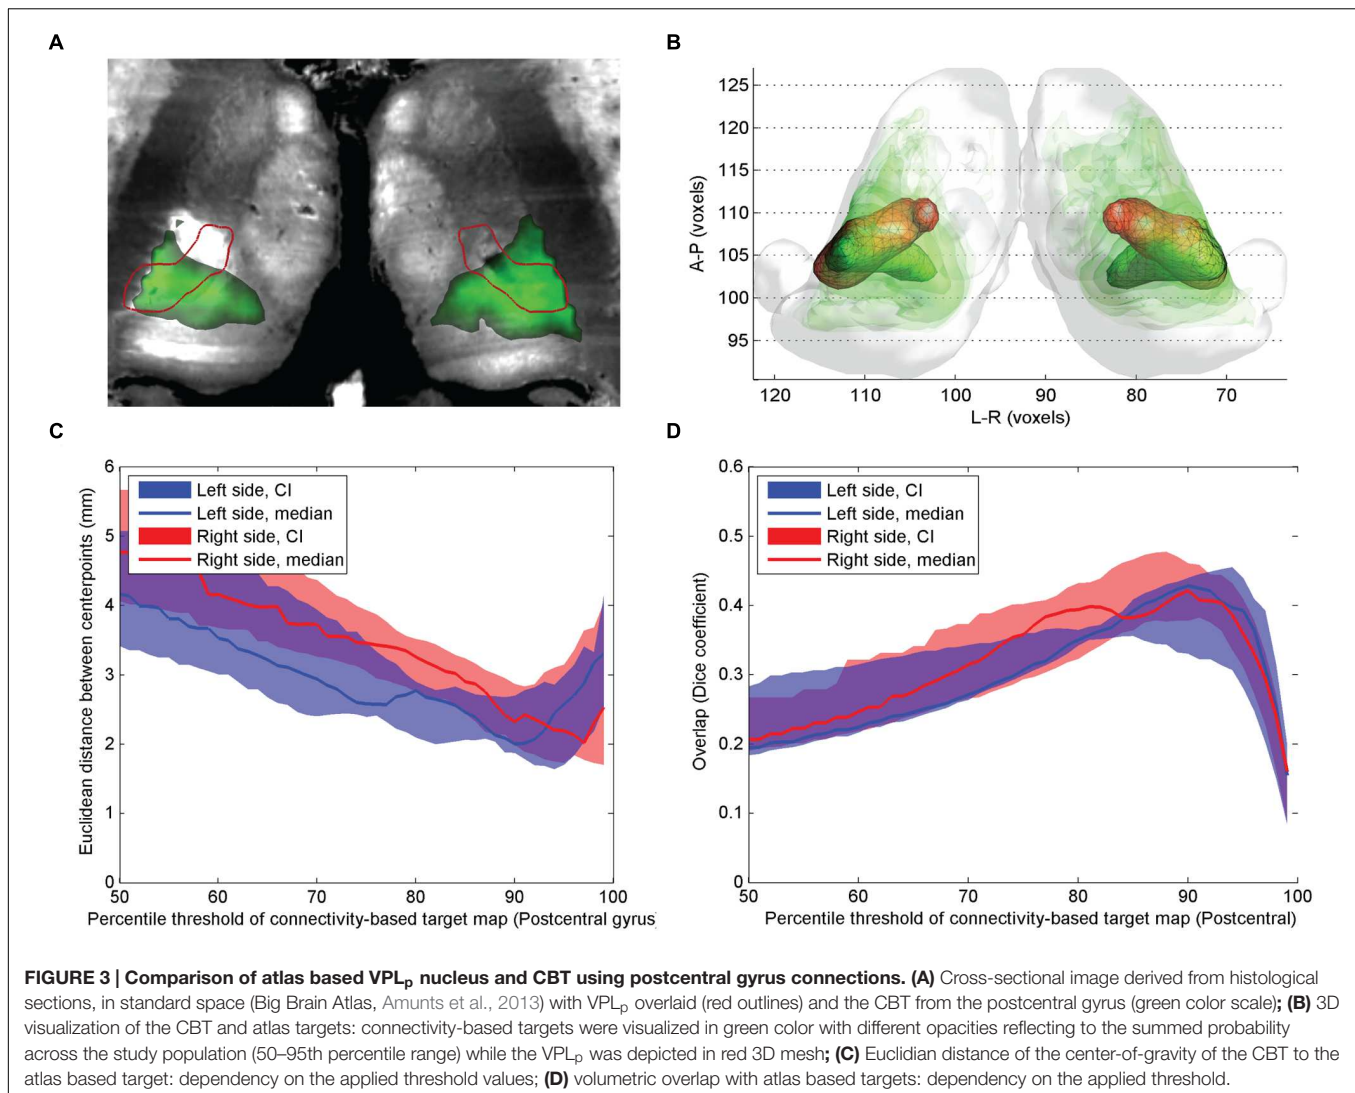 A
B
125
120
115
110
105
100
95
A-P (voxels)
120
110
100
90
80
70
L-R (voxels)
C
D
6
5
4
3
2
1
0
Euclidean distance between centerpoints (mm)
Left side, CI
Left side, median
Right side, CI
Right side, median
50
60
70
80
90
100
Percentile threshold of connectivity-based target map (Postcentral gyrus)
0.6
0.5
0.4
0.3
0.2
0.1
0
Overlap (Dice coefficient)
Left side, CI
Left side, median
Right side, CI
Right side, median
50
60
70
80
90
100
Percentile threshold of connectivity-based target map (Postcentral)
FIGURE 3 | Comparison of atlas based VPLp nucleus and CBT using postcentral gyrus connections. (A) Cross-sectional image derived from histological
sections, in standard space (Big Brain Atlas, Amunts et al., 2013) with VPLp overlaid (red outlines) and the CBT from the postcentral gyrus (green color scale); (B) 3D
visualization of the CBT and atlas targets: connectivity-based targets were visualized in green color with different opacities reflecting to the summed probability
across the study population (50–95th percentile range) while the VPLp was depicted in red 3D mesh; (C) Euclidian distance of the center-of-gravity of the CBT to the
atlas based target: dependency on the applied threshold values; (D) volumetric overlap with atlas based targets: dependency on the applied threshold.